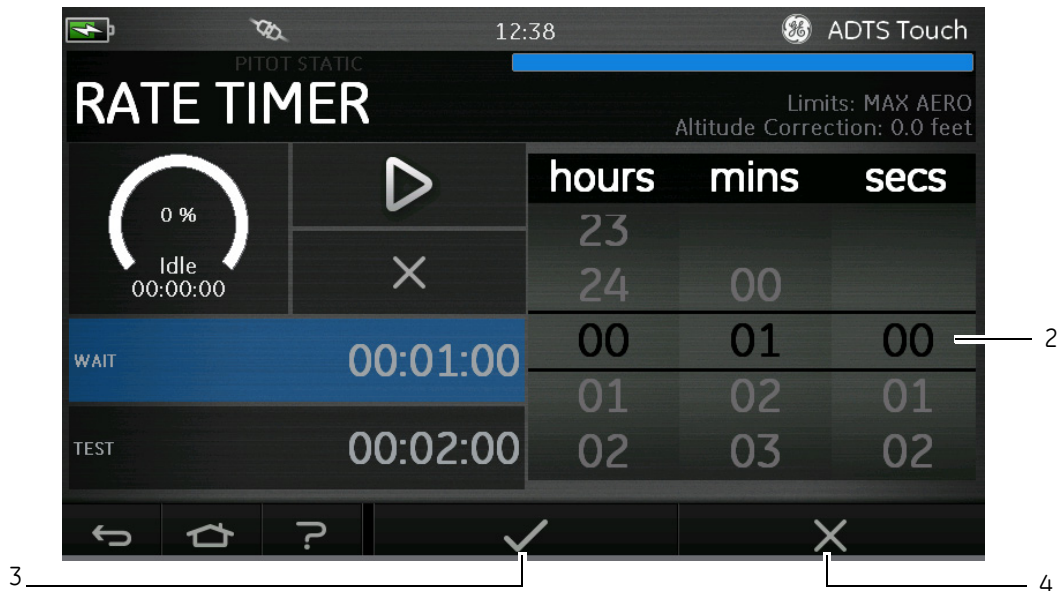 12:38
ADTS Touch
PITOT STATIC
RATE TIMER
Limits: MAX AERO
Altitude Correction: 0.0 feet
0 %
Idle
00:00:00
WAIT 00:01:00
TEST 00:02:00
hours mins secs
23
24 00
00 01 00
01 02 01
02 03 02
?
2
3
4